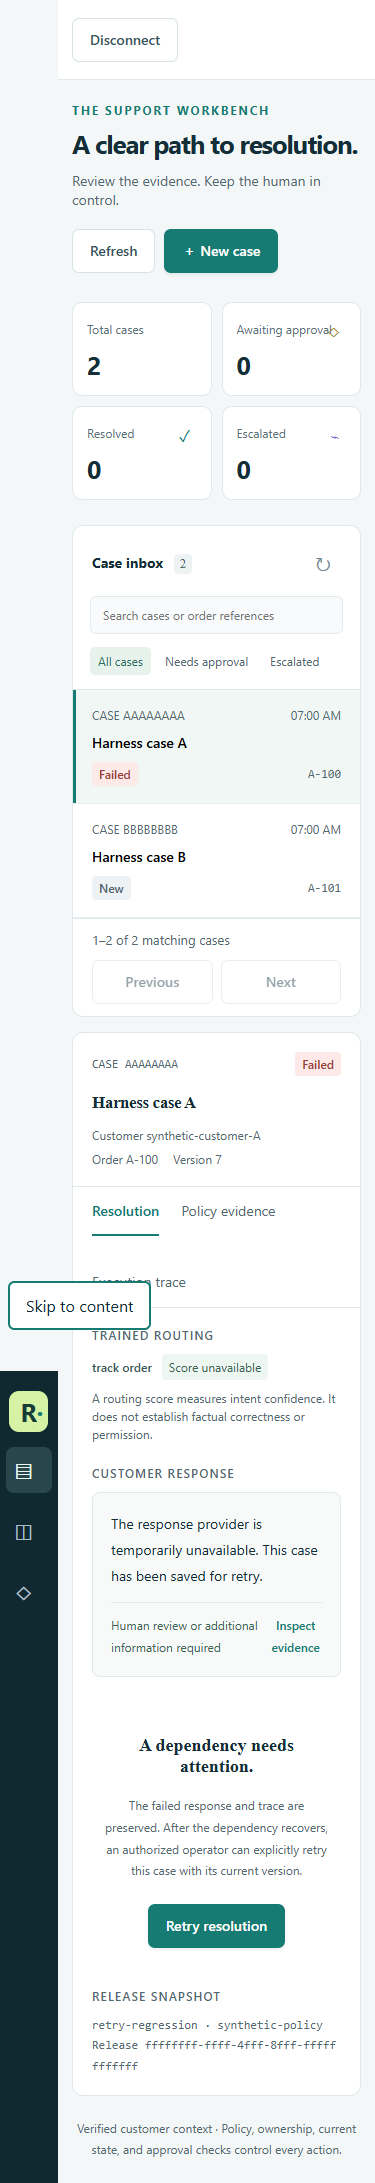 Disconnect
THE SUPPORT WORKBENCH
A clear path to resolution.
Review the evidence. Keep the human in
control.
Refresh
+ New case
Total cases
2
Awaiting approval
0
Resolved
0
Escalated
0
Case inbox 2
Search cases or order references
All cases
Needs approval
Escalated
CASE AAAAAAAA 07:00 AM
Harness case A
Failed A-100
CASE BBBBBBBB 07:00 AM
Harness case B
New A-101
1–2 of 2 matching cases
Previous
Next
CASE AAAAAAAA Failed
Harness case A
Customer synthetic-customer-A
Order A-100 Version 7
Resolution
Policy evidence
Execution trace
Skip to content
TRAINED ROUTING
track order Score unavailable
A routing score measures intent confidence. It
does not establish factual correctness or
permission.
CUSTOMER RESPONSE
The response provider is
temporarily unavailable. This case
has been saved for retry.
Human review or additional
information required
Inspect
evidence
R
A dependency needs
attention.
The failed response and trace are
preserved. After the dependency recovers,
an authorized operator can explicitly retry
this case with its current version.
Retry resolution
RELEASE SNAPSHOT
retry-regression · synthetic-policy
Release ffffffff-ffff-4fff-8fff-fffff
fffffff
Verified customer context · Policy, ownership, current
state, and approval checks control every action.